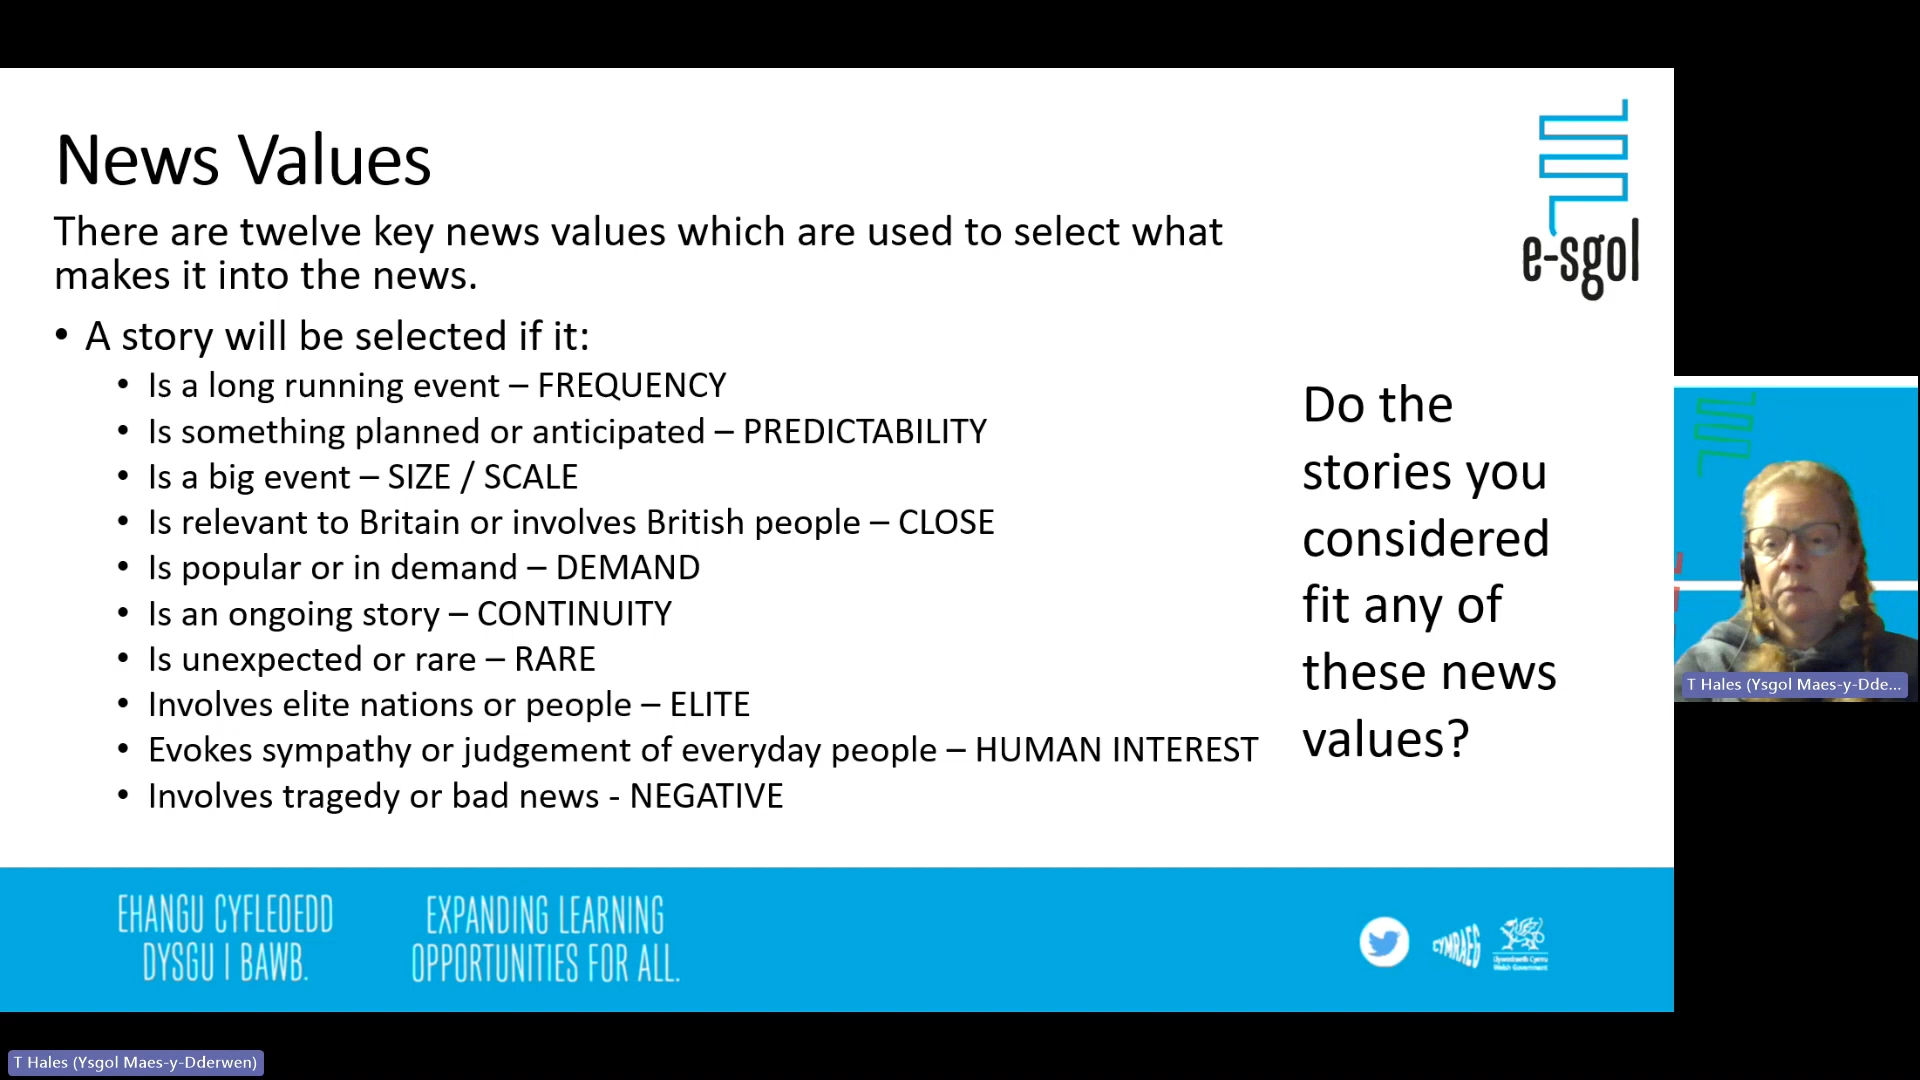 News Values
There are twelve key news values which are used to select what
makes it into the news.
• A story will be selected if it:
• Is a long running event – FREQUENCY
• Is something planned or anticipated – PREDICTABILITY
• Is a big event – SIZE / SCALE
• Is relevant to Britain or involves British people – CLOSE
• Is popular or in demand – DEMAND
• Is an ongoing story – CONTINUITY
• Is unexpected or rare – RARE
• Involves elite nations or people – ELITE
• Evokes sympathy or judgement of everyday people – HUMAN INTEREST
• Involves tragedy or bad news - NEGATIVE
Do the
stories you
considered
fit any of
these news
values?
e-sgol
T Hales (Ysgol Maes-y-Dde...
EHANGU CYFLEOEDD
DYSGU I BAWB.
EXPANDING LEARNING
OPPORTUNITIES FOR ALL.
CYMRAEG
Llywodraeth Cymru
Welsh Government
T Hales (Ysgol Maes-y-Dderwen)